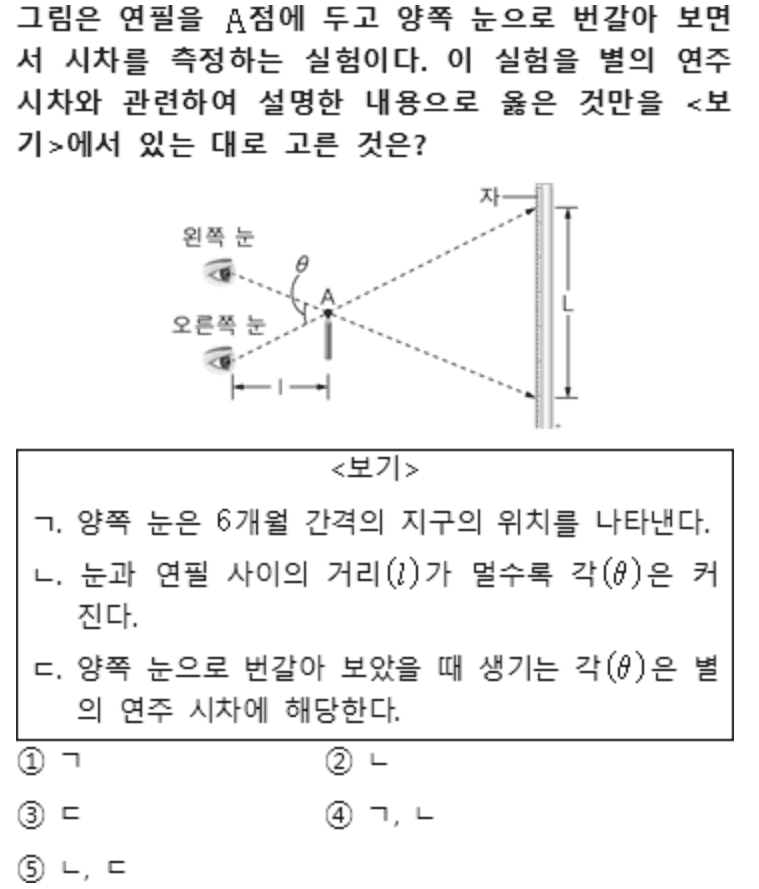 그림은 연필을 A점에 두고 양쪽 눈으로 번갈아 보면
서 시차를 측정하는 실험이다. 이 실험을 별의 연주
시차와 관련하여 설명한 내용으로 옳은 것만을 <보
기>에서 있는 대로 고른 것은?
자
왼쪽 눈
θ
A
오른쪽 눈
L
l
<보기>
ㄱ. 양쪽 눈은 6개월 간격의 지구의 위치를 나타낸다.
ㄴ. 눈과 연필 사이의 거리(l)가 멀수록 각(θ)은 커
진다.
ㄷ. 양쪽 눈으로 번갈아 보았을 때 생기는 각(θ)은 별
의 연주 시차에 해당한다.
① ㄱ ② ㄴ
③ ㄷ ④ ㄱ, ㄴ
⑤ ㄴ, ㄷ